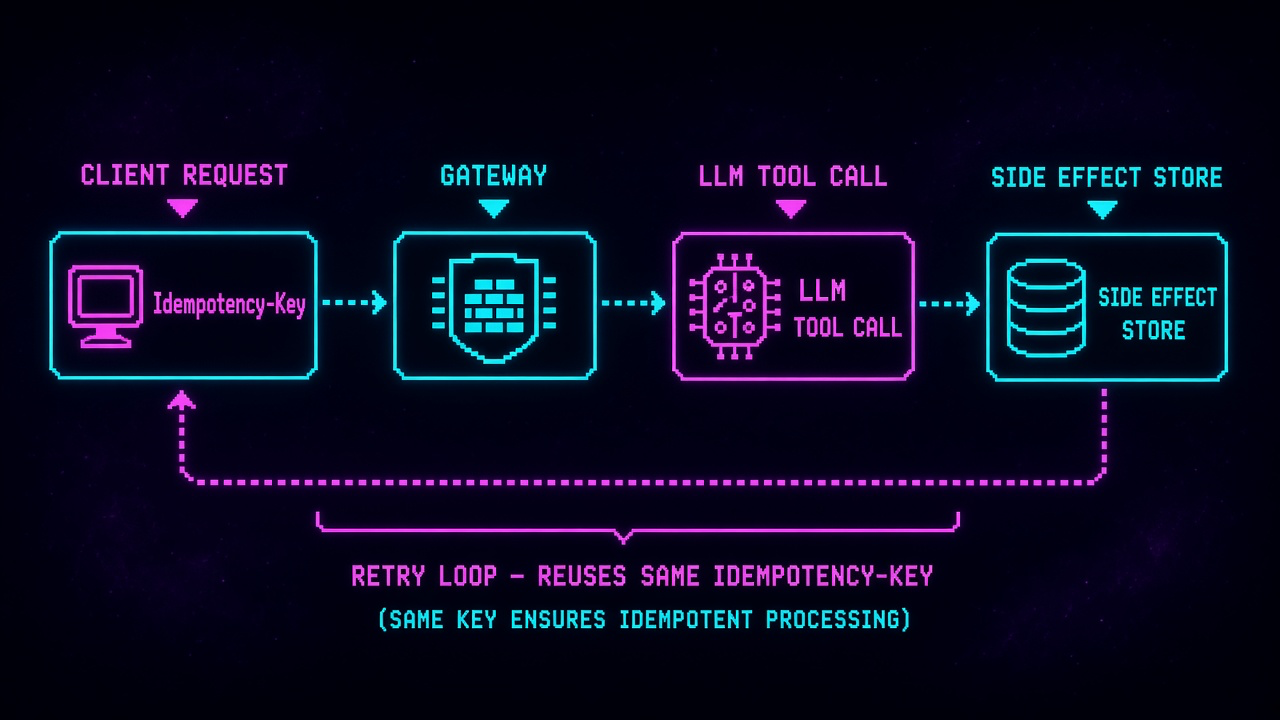 CLIENT REQUEST
GATEWAY
LLM TOOL CALL
SIDE EFFECT STORE
Idempotency-Key
LLM
TOOL CALL
SIDE EFFECT
STORE
RETRY LOOP – REUSES SAME IDEMPOTENCY-KEY
(SAME KEY ENSURES IDEMPOTENT PROCESSING)